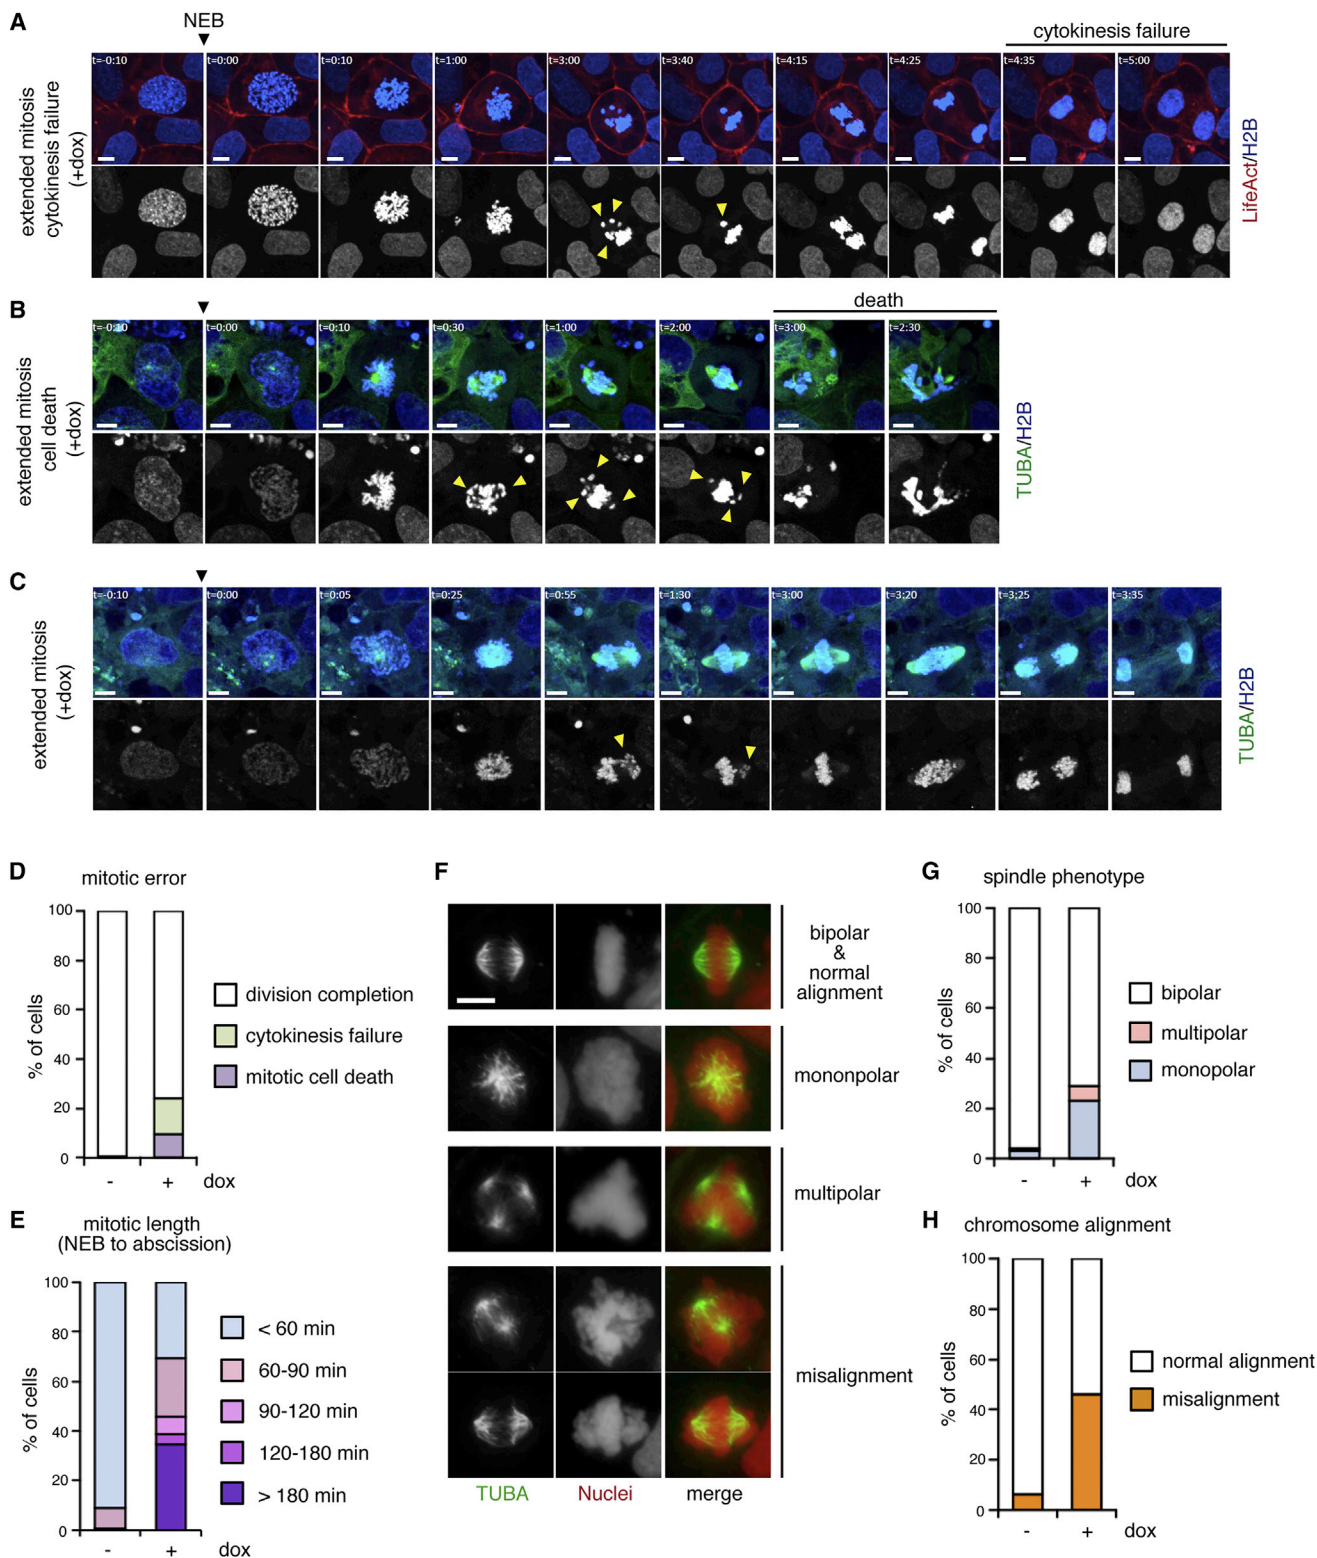 A
NEB
cytokinesis failure
extended mitosis
cytokinesis failure
(+dox)
t=-0:10
t=0:00
t=0:10
t=1:00
t=3:00
t=3:40
t=4:15
t=4:25
t=4:35
t=5:00
LifeAct/H2B
B
death
extended mitosis
cell death
(+dox)
t=-0:10
t=0:00
t=0:10
t=0:30
t=1:00
t=2:00
t=3:00
t=2:30
TUBA/H2B
C
extended mitosis
(+dox)
t=-0:10
t=0:00
t=0:05
t=0:25
t=0:55
t=1:30
t=3:00
t=3:20
t=3:25
t=3:35
TUBA/H2B
D
mitotic error
% of cells
100
80
60
40
20
0
- + dox
division completion
cytokinesis failure
mitotic cell death
E
mitotic length
(NEB to abscission)
% of cells
100
80
60
40
20
0
- + dox
< 60 min
60-90 min
90-120 min
120-180 min
> 180 min
F
bipolar
&
normal
alignment
mononpolar
multipolar
misalignment
TUBA
Nuclei
merge
G
spindle phenotype
% of cells
100
80
60
40
20
0
- + dox
bipolar
multipolar
monopolar
H
chromosome alignment
% of cells
100
80
60
40
20
0
- + dox
normal alignment
misalignment